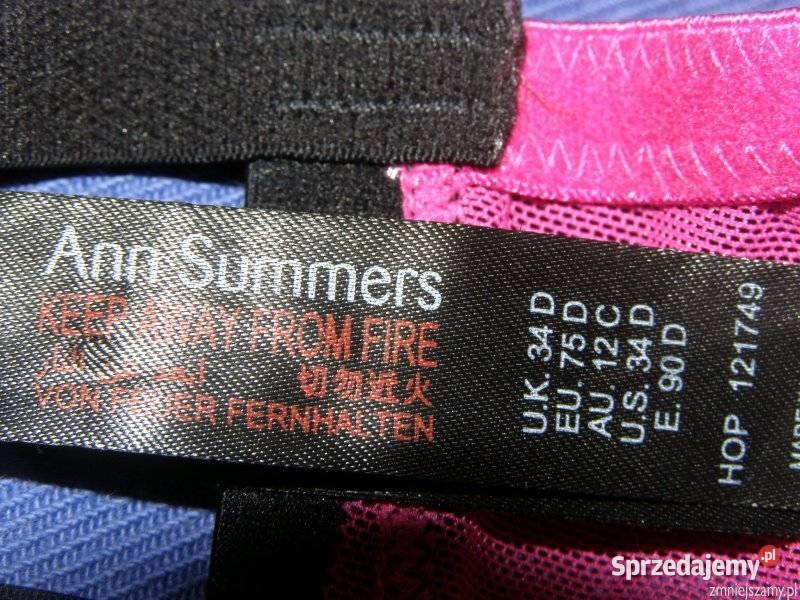 Ann Summers
KEEP AWAY FROM FIRE
切勿近火
VON FEUER FERNHALTEN
U.K. 34 D
EU. 75 D
AU. 12 C
U.S. 34 D
E. 90 D
HOP 121749
Sprzedajemy.pl
zmniejszamy.pl